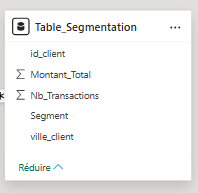 Table_Segmentation ...
id_client
∑ Montant_Total
* ∑ Nb_Transactions
Segment
ville_client
Réduire